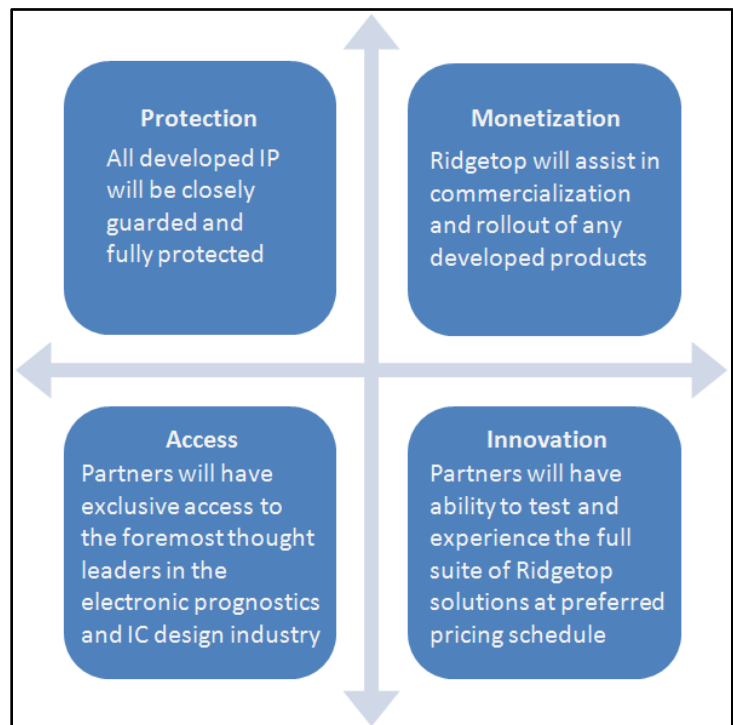 Protection
All developed IP
will be closely
guarded and
fully protected
Monetization
Ridgetop will assist in
commercialization
and rollout of any
developed products
Access
Partners will have
exclusive access to
the foremost thought
leaders in the
electronic prognostics
and IC design industry
Innovation
Partners will have
ability to test and
experience the full
suite of Ridgetop
solutions at preferred
pricing schedule